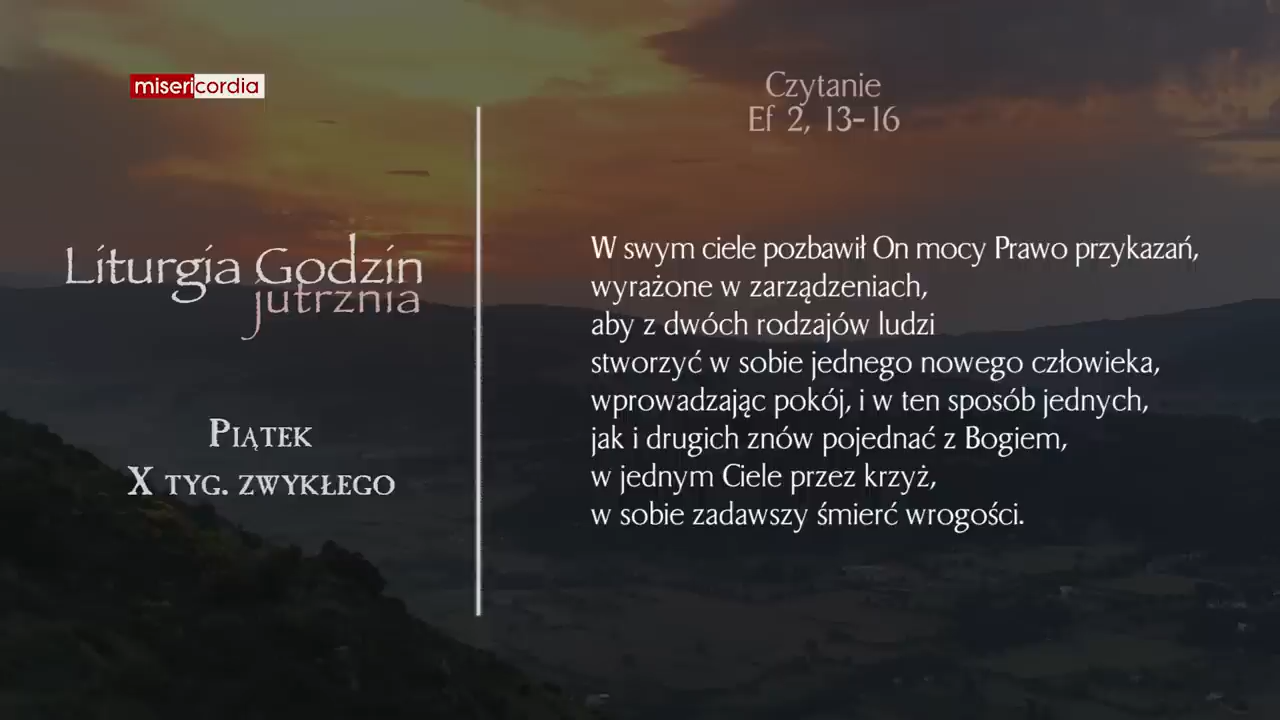 misericordia
Liturgia Godzin
jutrznia
Piątek
X tyg. zwykłego
Czytanie
Ef 2, 13-16
W swym ciele pozbawił On mocy Prawo przykazań,
wyrażone w zarządzeniach,
aby z dwóch rodzajów ludzi
stworzyć w sobie jednego nowego człowieka,
wprowadzając pokój, i w ten sposób jednych,
jak i drugich znów pojednać z Bogiem,
w jednym Ciele przez krzyż,
w sobie zadawszy śmierć wrogości.